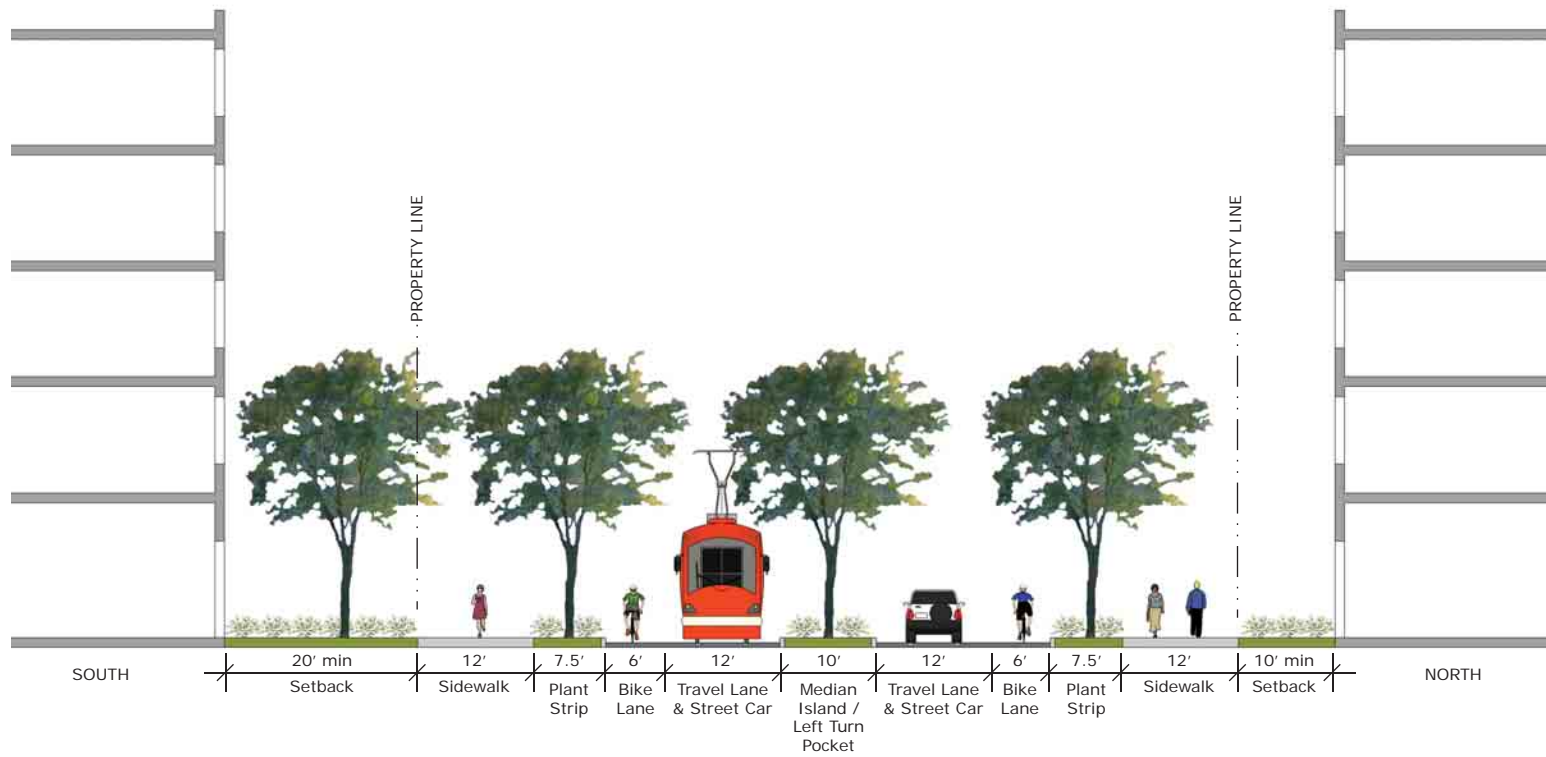 PROPERTY LINE
PROPERTY LINE
SOUTH
20’ min
Setback
12’
Sidewalk
7.5’
Plant
Strip
6’
Bike
Lane
12’
Travel Lane
& Street Car
10’
Median
Island /
Left Turn
Pocket
12’
Travel Lane
& Street Car
6’
Bike
Lane
7.5’
Plant
Strip
12’
Sidewalk
10’ min
Setback
NORTH